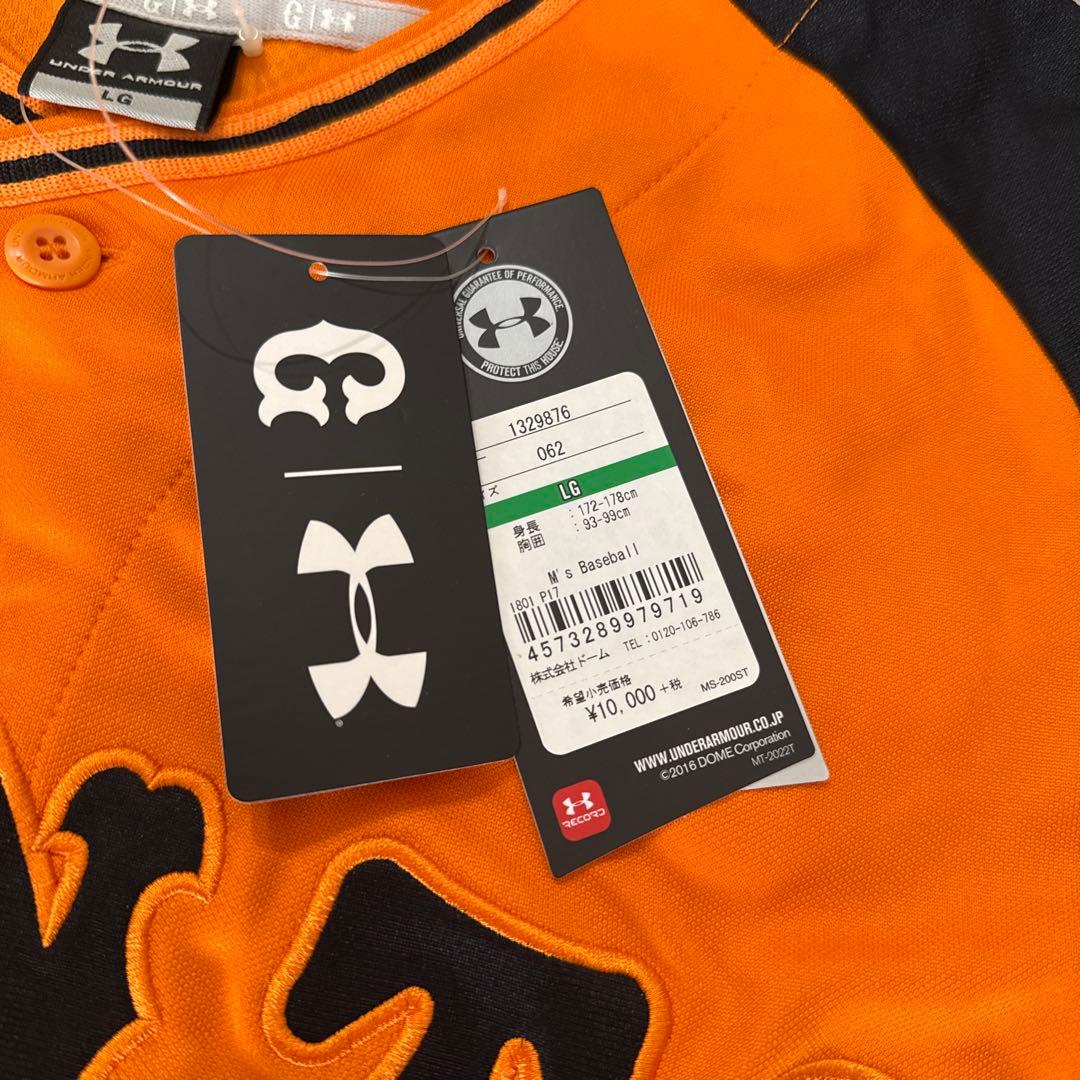 G
G
UNDER ARMOUR
LG
UNIVERSAL GUARANTEE OF PERFORMANCE
PROTECT THIS HOUSE
1329876
062
ズ
LG
身長 : 172-178cm
胸囲 : 93-99cm
M's Baseball
1801 P17
4573289979719
株式会社ドーム TEL:0120-106-786
希望小売価格
¥10,000 +税
MS-200ST
WWW.UNDERARMOUR.CO.JP
©2016 DOME Corporation
MT-2022T
RECORD
G
®